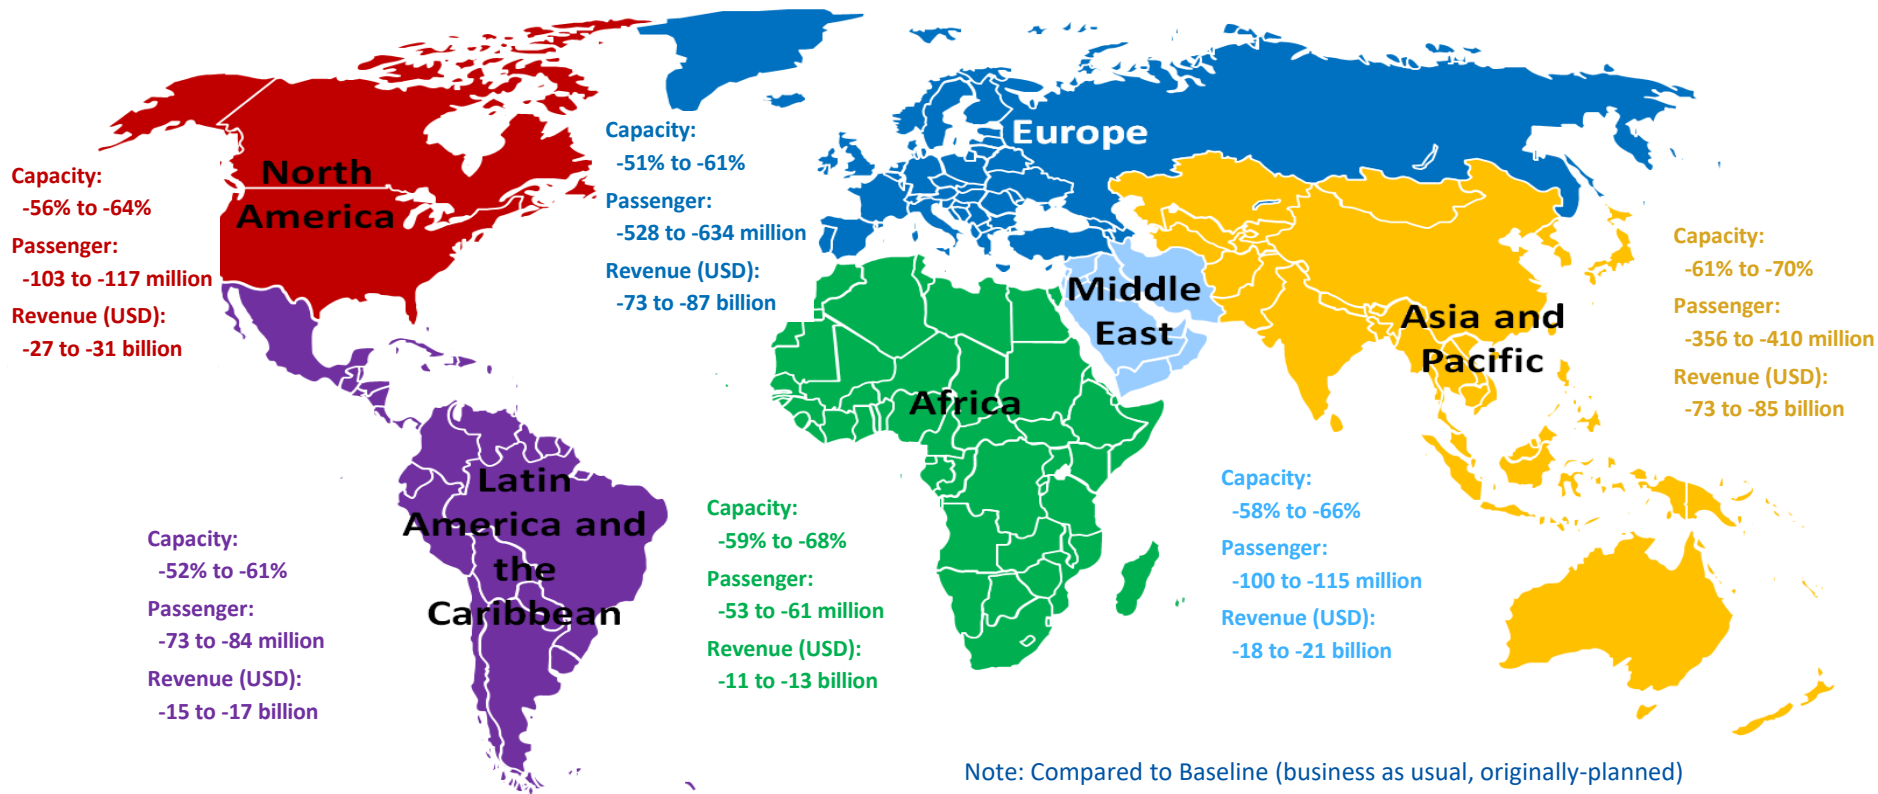 North
America
Capacity:
-56% to -64%
Passenger:
-103 to -117 million
Revenue (USD):
-27 to -31 billion
Europe
Capacity:
-51% to -61%
Passenger:
-528 to -634 million
Revenue (USD):
-73 to -87 billion
Middle
East
Asia and
Pacific
Capacity:
-61% to -70%
Passenger:
-356 to -410 million
Revenue (USD):
-73 to -85 billion
Africa
Latin
America and
the
Caribbean
Capacity:
-52% to -61%
Passenger:
-73 to -84 million
Revenue (USD):
-15 to -17 billion
Capacity:
-59% to -68%
Passenger:
-53 to -61 million
Revenue (USD):
-11 to -13 billion
Capacity:
-58% to -66%
Passenger:
-100 to -115 million
Revenue (USD):
-18 to -21 billion
Note: Compared to Baseline (business as usual, originally-planned)